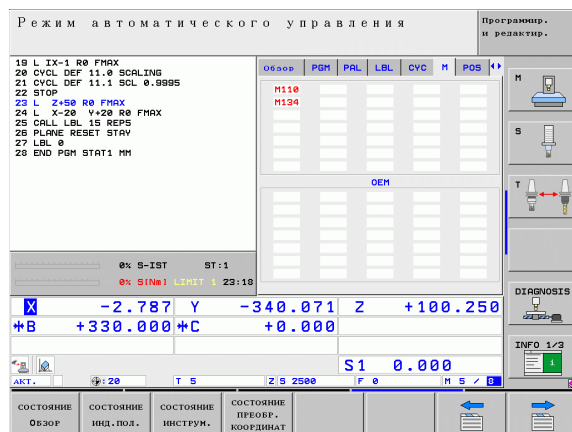 Режим автоматического управления
Программир.
и редактир.
19 L IX-1 R0 FMAX
20 CYCL DEF 11.0 SCALING
21 CYCL DEF 11.1 SCL 0.9995
22 STOP
23 L Z+50 R0 FMAX
24 L X-20 Y+20 R0 FMAX
25 CALL LBL 15 REPS
26 PLANE RESET STAY
27 LBL 0
28 END PGM STAT1 MM
Обзор PGM PAL LBL CYC M POS
M110
M134
OEM
0% S-IST ST:1
0% S[Nm] LIMIT 1 23:18
X -2.787 Y -340.071 Z +100.250
B +330.000 C +0.000
S1 0.000
АКТ. :20 T 5 Z S 2500 F 0 M 5 / 8
M
S
T
DIAGNOSIS
INFO 1/3
СОСТОЯНИЕ
ОБЗОР
СОСТОЯНИЕ
ИНД.ПОЛ.
СОСТОЯНИЕ
ИНСТРУМ.
СОСТОЯНИЕ
ПРЕОБР.
КООРДИНАТ